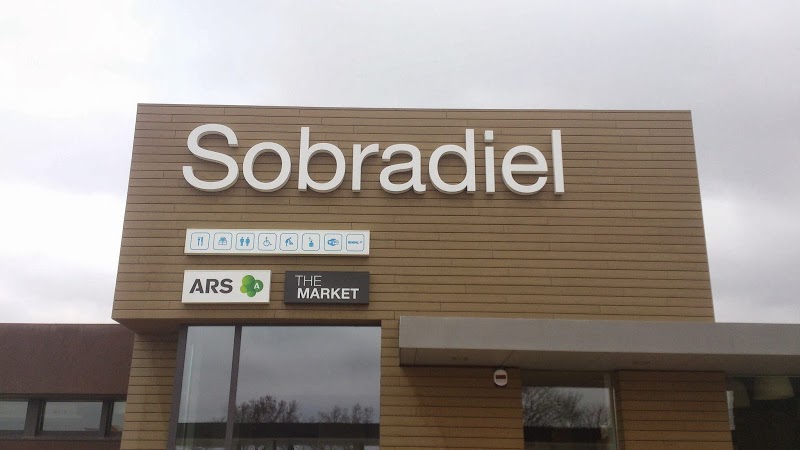 Sobradiel
ARS A
THE
MARKET